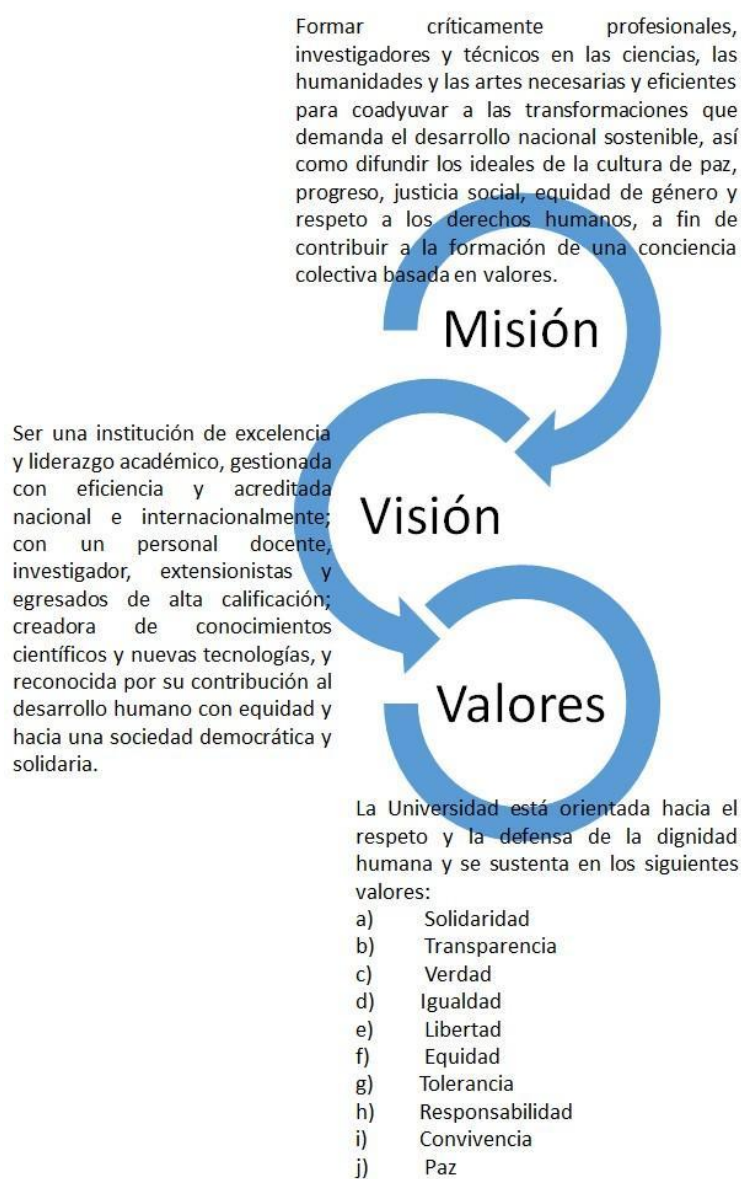 Formar críticamente profesionales,
investigadores y técnicos en las ciencias, las
humanidades y las artes necesarias y eficientes
para coadyuvar a las transformaciones que
demanda el desarrollo nacional sostenible, así
como difundir los ideales de la cultura de paz,
progreso, justicia social, equidad de género y
respeto a los derechos humanos, a fin de
contribuir a la formación de una conciencia
colectiva basada en valores.
Misión
Ser una institución de excelencia
y liderazgo académico, gestionada
con eficiencia y acreditada
nacional e internacionalmente;
con un personal docente,
investigador, extensionistas y
egresados de alta calificación;
creadora de conocimientos
científicos y nuevas tecnologías, y
reconocida por su contribución al
desarrollo humano con equidad y
hacia una sociedad democrática y
solidaria.
Visión
Valores
La Universidad está orientada hacia el
respeto y la defensa de la dignidad
humana y se sustenta en los siguientes
valores:
a) Solidaridad
b) Transparencia
c) Verdad
d) Igualdad
e) Libertad
f) Equidad
g) Tolerancia
h) Responsabilidad
i) Convivencia
j) Paz